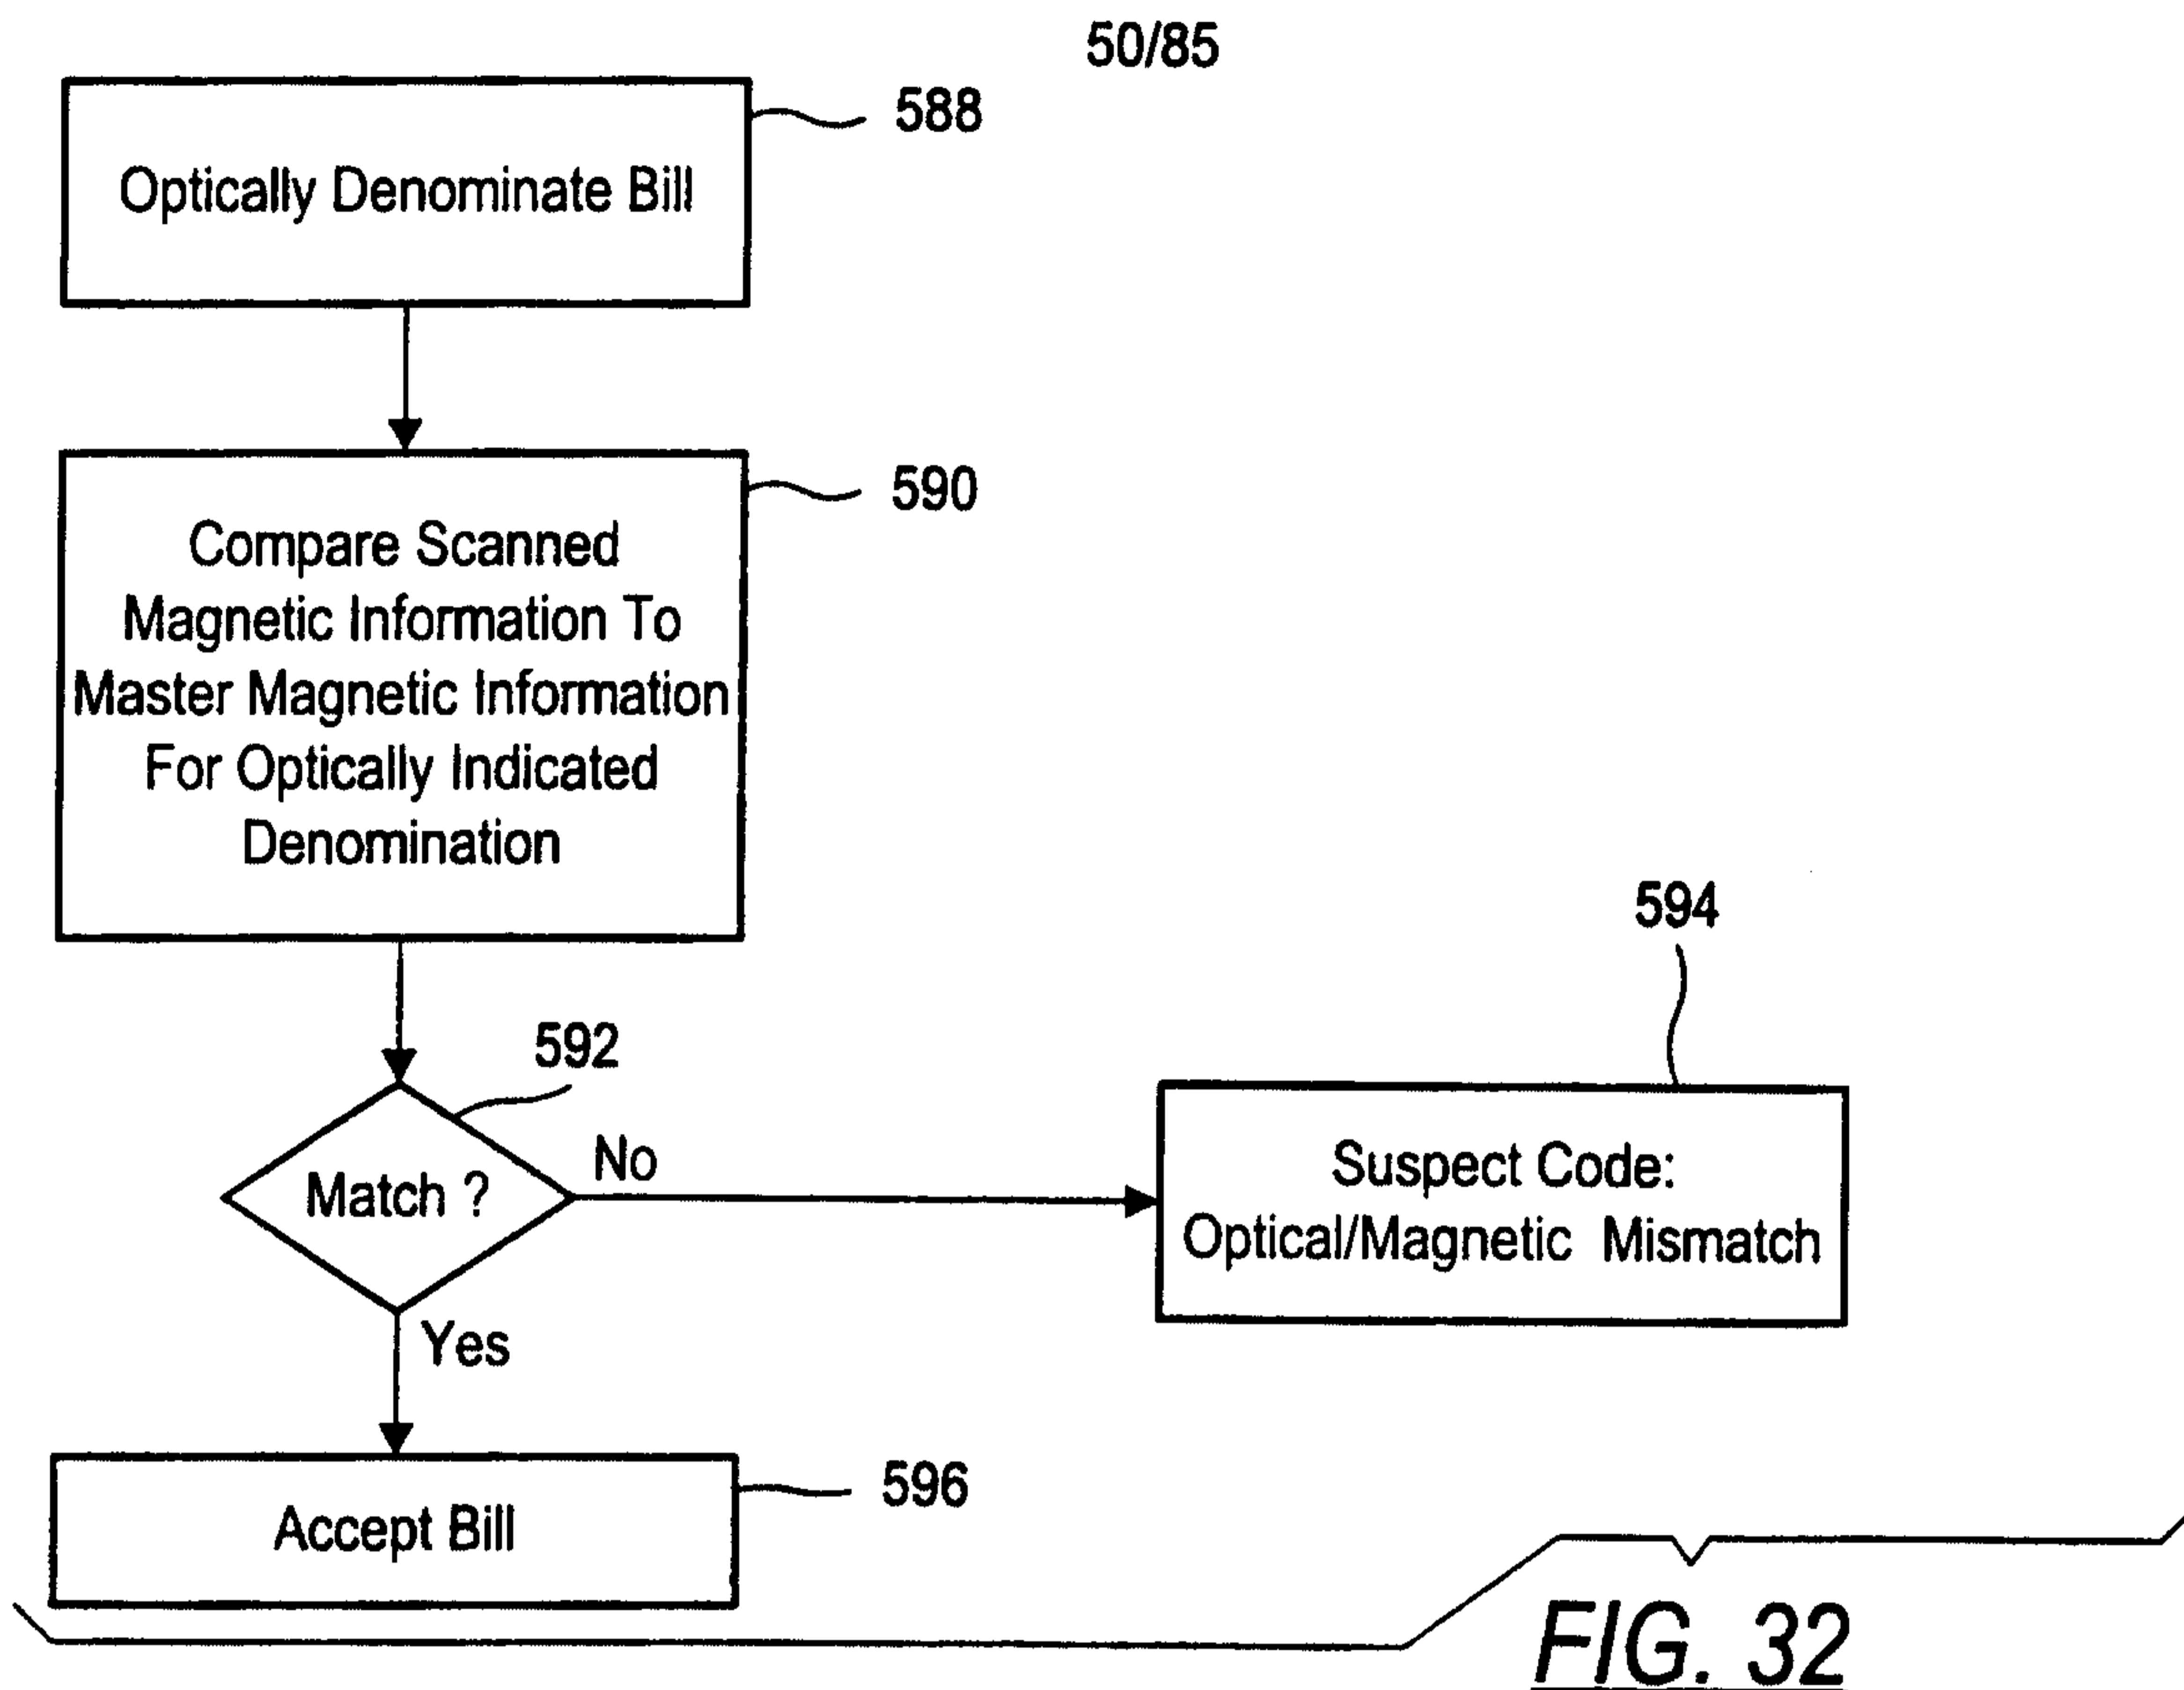 50/85
588
Optically Denominate Bill
590
Compare Scanned
Magnetic Information To
Master Magnetic Information
For Optically Indicated
Denomination
592
Match ?
No
594
Suspect Code:
Optical/Magnetic Mismatch
Yes
596
Accept Bill
FIG. 32